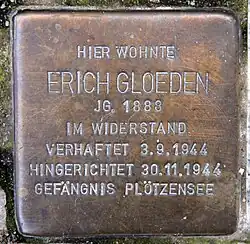 HIER WOHNTE
ERICH GLOEDEN
JG. 1888
IM WIDERSTAND
VERHAFTET 3.9.1944
HINGERICHTET 30.11.1944
GEFÄNGNIS PLÖTZENSEE